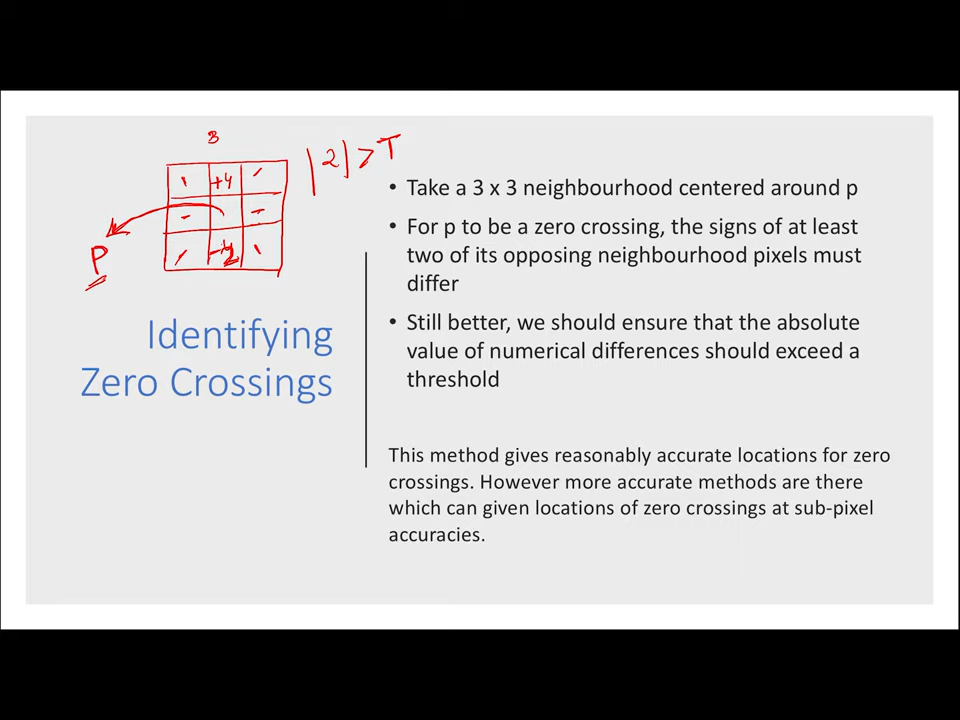 3
|2| > T
+4
P
Identifying
Zero Crossings
• Take a 3 x 3 neighbourhood centered around p
• For p to be a zero crossing, the signs of at least
two of its opposing neighbourhood pixels must
differ
• Still better, we should ensure that the absolute
value of numerical differences should exceed a
threshold
This method gives reasonably accurate locations for zero
crossings. However more accurate methods are there
which can given locations of zero crossings at sub-pixel
accuracies.